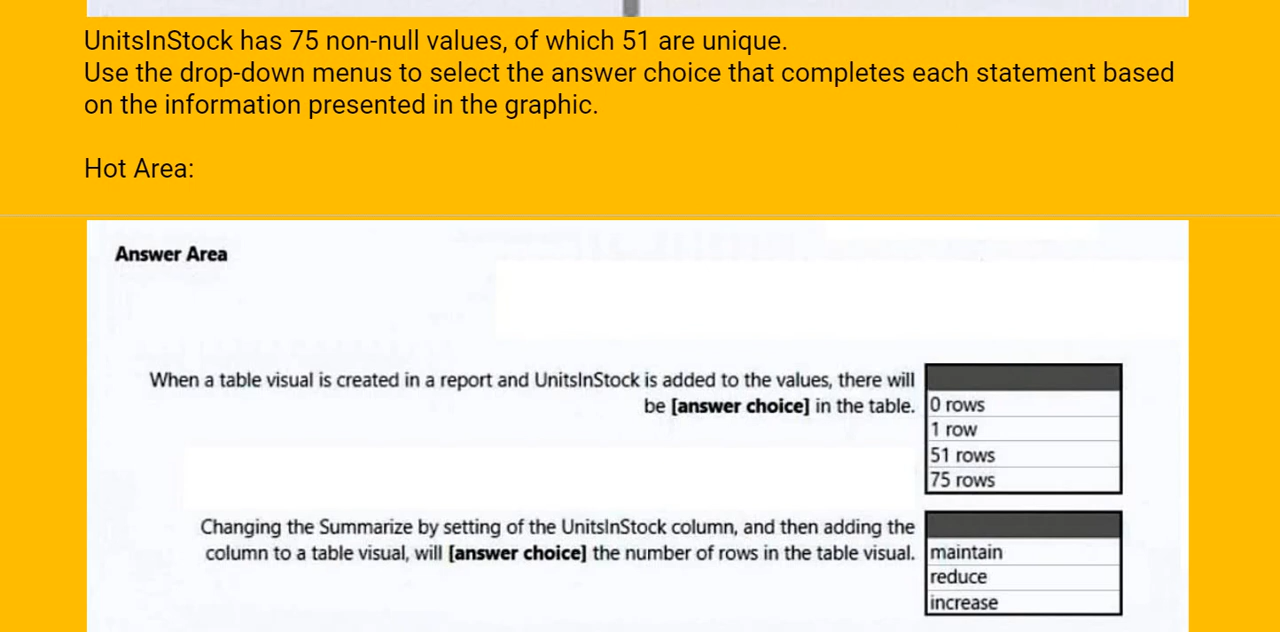 UnitsInStock has 75 non-null values, of which 51 are unique.
Use the drop-down menus to select the answer choice that completes each statement based
on the information presented in the graphic.
Hot Area:
Answer Area
When a table visual is created in a report and UnitsInStock is added to the values, there will
be [answer choice] in the table.
0 rows
1 row
51 rows
75 rows
Changing the Summarize by setting of the UnitsInStock column, and then adding the
column to a table visual, will [answer choice] the number of rows in the table visual.
maintain
reduce
increase